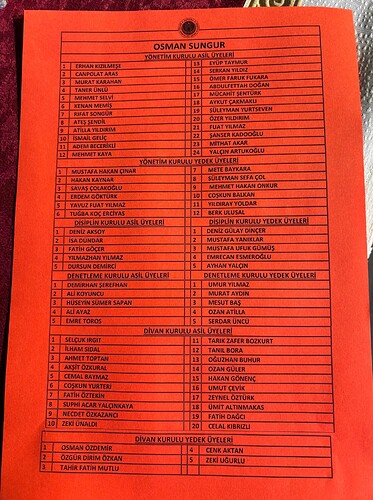 OSMAN SUNGUR
YÖNETİM KURULU ASİL ÜYELERİ
1 ERHAN KIZILMEŞE
2 CANPOLAT ARAS
3 MURAT KARAHAN
4 TANER ÜNLÜ
5 MEHMET SELVİ
6 KENAN MEMİŞ
7 RIFAT SONGÜR
8 ATEŞ ŞENDİL
9 ATİLLA YILDIRIM
10 İSMAİL GELİÇ
11 ADEM BECERİKLİ
12 MEHMET KAYA
13 EYÜP TAYMUR
14 SERKAN YILDIZ
15 ÖMER FARUK FUKARA
16 ABDULFETTAH DOĞAN
17 MÜCAHİT ŞENTÜRK
18 AYKUT ÇAKMAKLI
19 SÜLEYMAN YURTSEVEN
20 ÖZER YILDIRIM
21 FUAT YILMAZ
22 ŞANSER KADOOĞLU
23 MİTHAT AKAR
24 YALÇIN ARTUKOĞLU
YÖNETİM KURULU YEDEK ÜYELERİ
1 MUSTAFA HAKAN ÇINAR
2 HAKAN KAYNAR
3 SAVAŞ ÇOLAKOĞLU
4 ERDEM GÖKTÜRK
5 YAVUZ FUAT YILMAZ
6 TUĞBA KOÇ ERCİYAS
7 METE BAYKARA
8 SÜLEYMAN SEFA ÇOL
9 MEHMET HAKAN ONKUR
10 COŞKUN BALKAN
11 YILDIRAY YOLDAR
12 BERK ULUSAL
DİSİPLİN KURULU ASİL ÜYELERİ
1 DENİZ AKSOY
2 İSA DÜNDAR
3 FATİH GÖÇER
4 YILMAZHAN YILMAZ
5 DURSUN DEMİRCİ
DİSİPLİN KURULU YEDEK ÜYELERİ
1 DENİZ GÜLAY DİNÇER
2 MUSTAFA YANIKLAR
3 MUSTAFA UFUK GÜMÜŞ
4 EMRECAN ESMEROĞLU
5 AYHAN YALÇIN
DENETLEME KURULU ASİL ÜYELERİ
1 DEMİRHAN ŞEREFHAN
2 ALİ KOYUNCU
3 HÜSEYİN SÜMER SAPAN
4 ALİ AYAZ
5 EMRE TOROS
DENETLEME KURULU YEDEK ÜYELERİ
1 UMUR YILMAZ
2 MURAT AYDIN
3 MESUT BAŞ
4 OZAN ATİLLA
5 SERDAR ÜNCÜ
DİVAN KURULU ASİL ÜYELERİ
1 SELÇUK IRGIT
2 İLHAM SIDAL
3 AHMET TOPTAN
4 AKŞİT ÖZKURAL
5 CEMAL BAYMAZ
6 COŞKUN YURTERİ
7 FATİH ÖZTEKİN
8 SUPHİ ACAR YALÇINKAYA
9 NECDET ÖZKAZANCI
10 ZEKİ ÜNALDI
11 TARIK ZAFER BOZKURT
12 TANIL BORA
13 OĞUZHAN BUHUR
14 OZAN GÜLER
15 HAKAN GÖNENÇ
16 UMUT ÇEVİK
17 ZEYNEL ÖZTÜRK
18 ÜMİT ALTINMAKAS
19 FATİH DAĞCI
20 CELAL KIBRIZLI
DİVAN KURULU YEDEK ÜYELERİ
1 OSMAN ÖZDEMİR
2 ÖZGÜR DİRİM ÖZKAN
3 TAHİR FATİH MUTLU
4 CENK AKTAN
5 ZEKİ UĞURLU